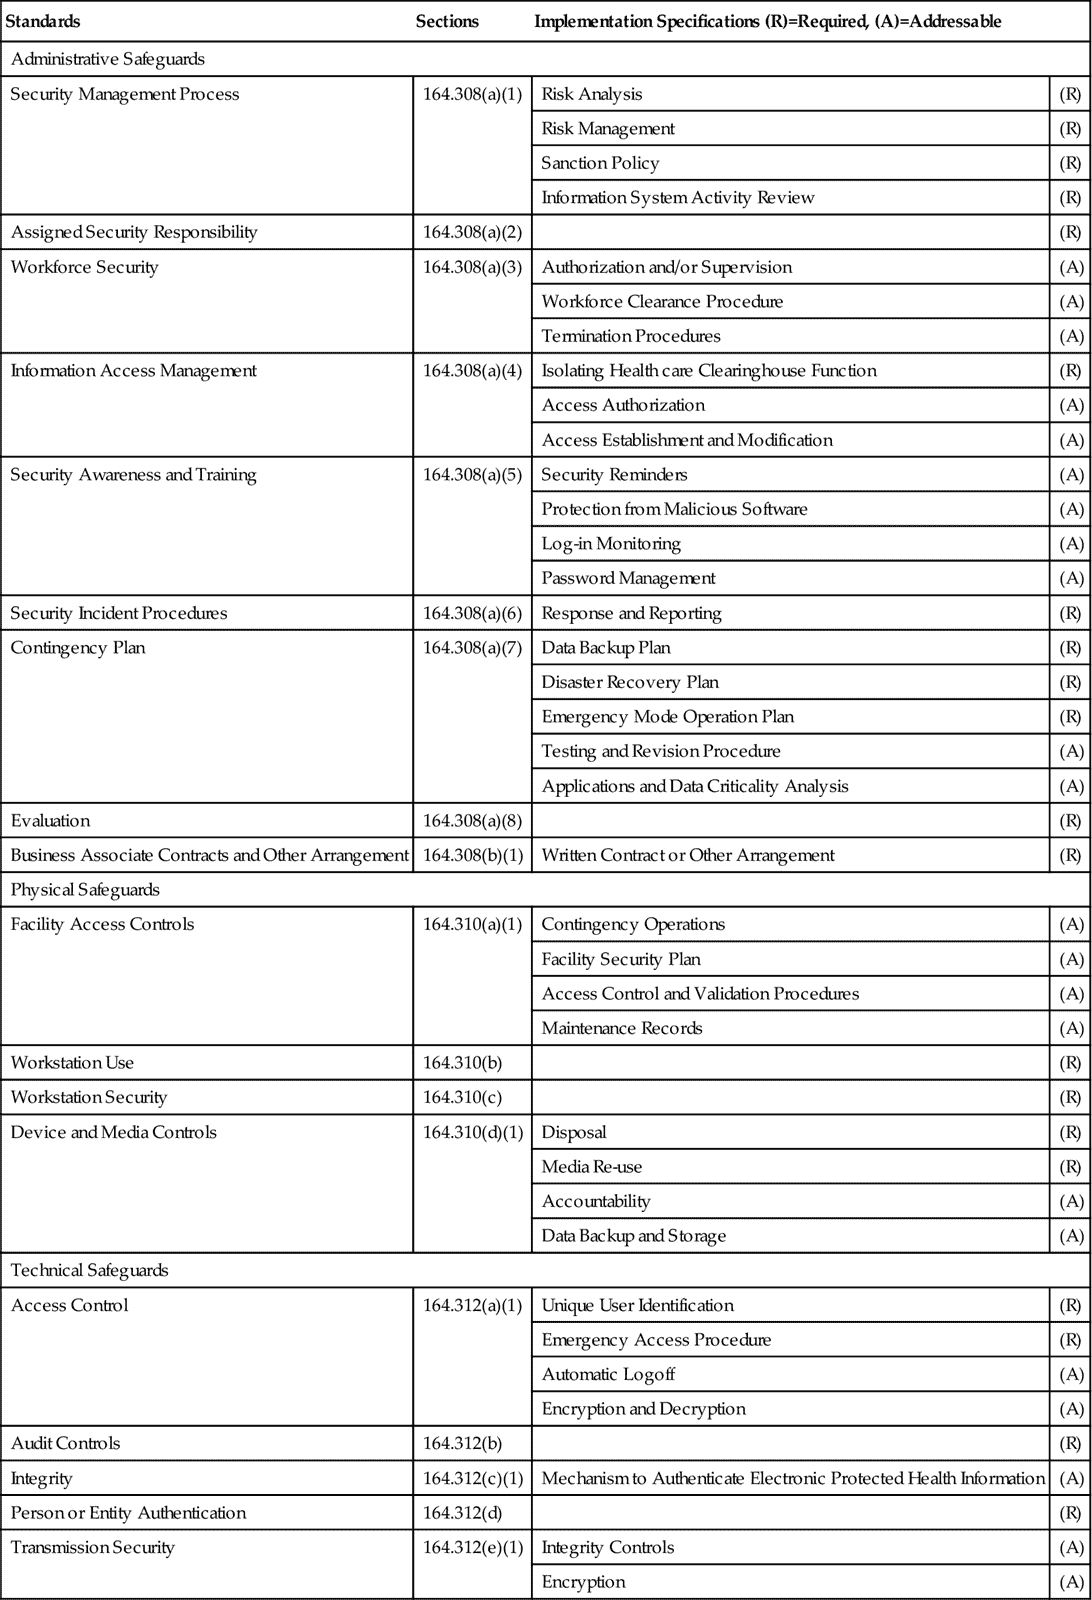 Standards Sections Implementation Specifications (R)=Required, (A)=Addressable
Administrative Safeguards
Security Management Process 164.308(a)(1) Risk Analysis (R)
Risk Management (R)
Sanction Policy (R)
Information System Activity Review (R)
Assigned Security Responsibility 164.308(a)(2) (R)
Workforce Security 164.308(a)(3) Authorization and/or Supervision (A)
Workforce Clearance Procedure (A)
Termination Procedures (A)
Information Access Management 164.308(a)(4) Isolating Health care Clearinghouse Function (R)
Access Authorization (A)
Access Establishment and Modification (A)
Security Awareness and Training 164.308(a)(5) Security Reminders (A)
Protection from Malicious Software (A)
Log-in Monitoring (A)
Password Management (A)
Security Incident Procedures 164.308(a)(6) Response and Reporting (R)
Contingency Plan 164.308(a)(7) Data Backup Plan (R)
Disaster Recovery Plan (R)
Emergency Mode Operation Plan (R)
Testing and Revision Procedure (A)
Applications and Data Criticality Analysis (A)
Evaluation 164.308(a)(8) (R)
Business Associate Contracts and Other Arrangement 164.308(b)(1) Written Contract or Other Arrangement (R)
Physical Safeguards
Facility Access Controls 164.310(a)(1) Contingency Operations (A)
Facility Security Plan (A)
Access Control and Validation Procedures (A)
Maintenance Records (A)
Workstation Use 164.310(b) (R)
Workstation Security 164.310(c) (R)
Device and Media Controls 164.310(d)(1) Disposal (R)
Media Re-use (R)
Accountability (A)
Data Backup and Storage (A)
Technical Safeguards
Access Control 164.312(a)(1) Unique User Identification (R)
Emergency Access Procedure (R)
Automatic Logoff (A)
Encryption and Decryption (A)
Audit Controls 164.312(b) (R)
Integrity 164.312(c)(1) Mechanism to Authenticate Electronic Protected Health Information (A)
Person or Entity Authentication 164.312(d) (R)
Transmission Security 164.312(e)(1) Integrity Controls (A)
Encryption (A)